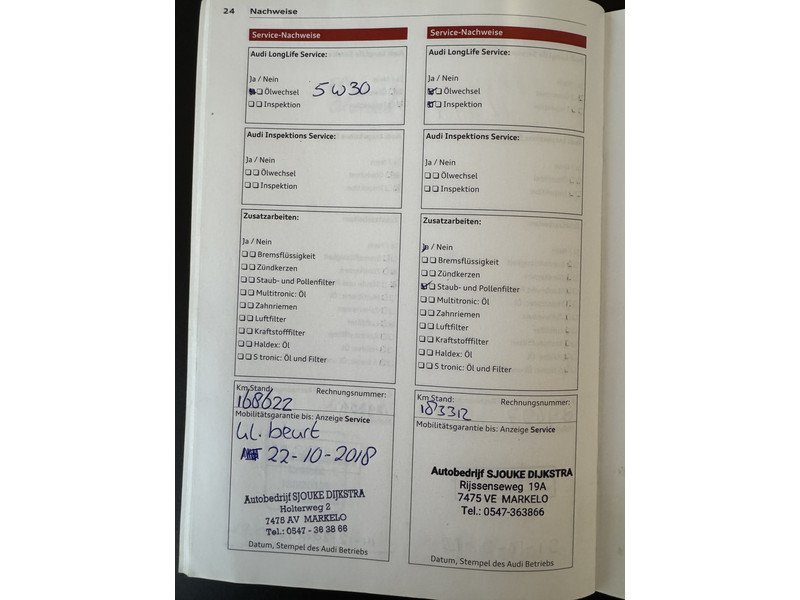 24 Nachweise
Service-Nachweise
Audi LongLife Service:
Ja / Nein
Ölwechsel 5W30
Inspektion
Audi Inspektions Service:
Ja / Nein
Ölwechsel
Inspektion
Zusatzarbeiten:
Ja / Nein
Bremsflüssigkeit
Zündkerzen
Staub- und Pollenfilter
Multitronic: Öl
Zahnriemen
Luftfilter
Kraftstofffilter
Haldex: Öl
S tronic: Öl und Filter
Km Stand: Rechnungsnummer:
168622
Mobilitätsgarantie bis: Anzeige Service
kl. beurt
22-10-2018
Autobedrijf SJOUKE DIJKSTRA
Holterweg 2
7475 AV MARKELO
Tel.: 0547 - 36 38 66
Datum, Stempel des Audi Betriebs
Service-Nachweise
Audi LongLife Service:
Ja / Nein
Ölwechsel
Inspektion
Audi Inspektions Service:
Ja / Nein
Ölwechsel
Inspektion
Zusatzarbeiten:
Ja / Nein
Bremsflüssigkeit
Zündkerzen
Staub- und Pollenfilter
Multitronic: Öl
Zahnriemen
Luftfilter
Kraftstofffilter
Haldex: Öl
S tronic: Öl und Filter
Km Stand: Rechnungsnummer:
183312
Mobilitätsgarantie bis: Anzeige Service
Autobedrijf SJOUKE DIJKSTRA
Rijssenseweg 19A
7475 VE MARKELO
Tel.: 0547-363866
Datum, Stempel des Audi Betriebs